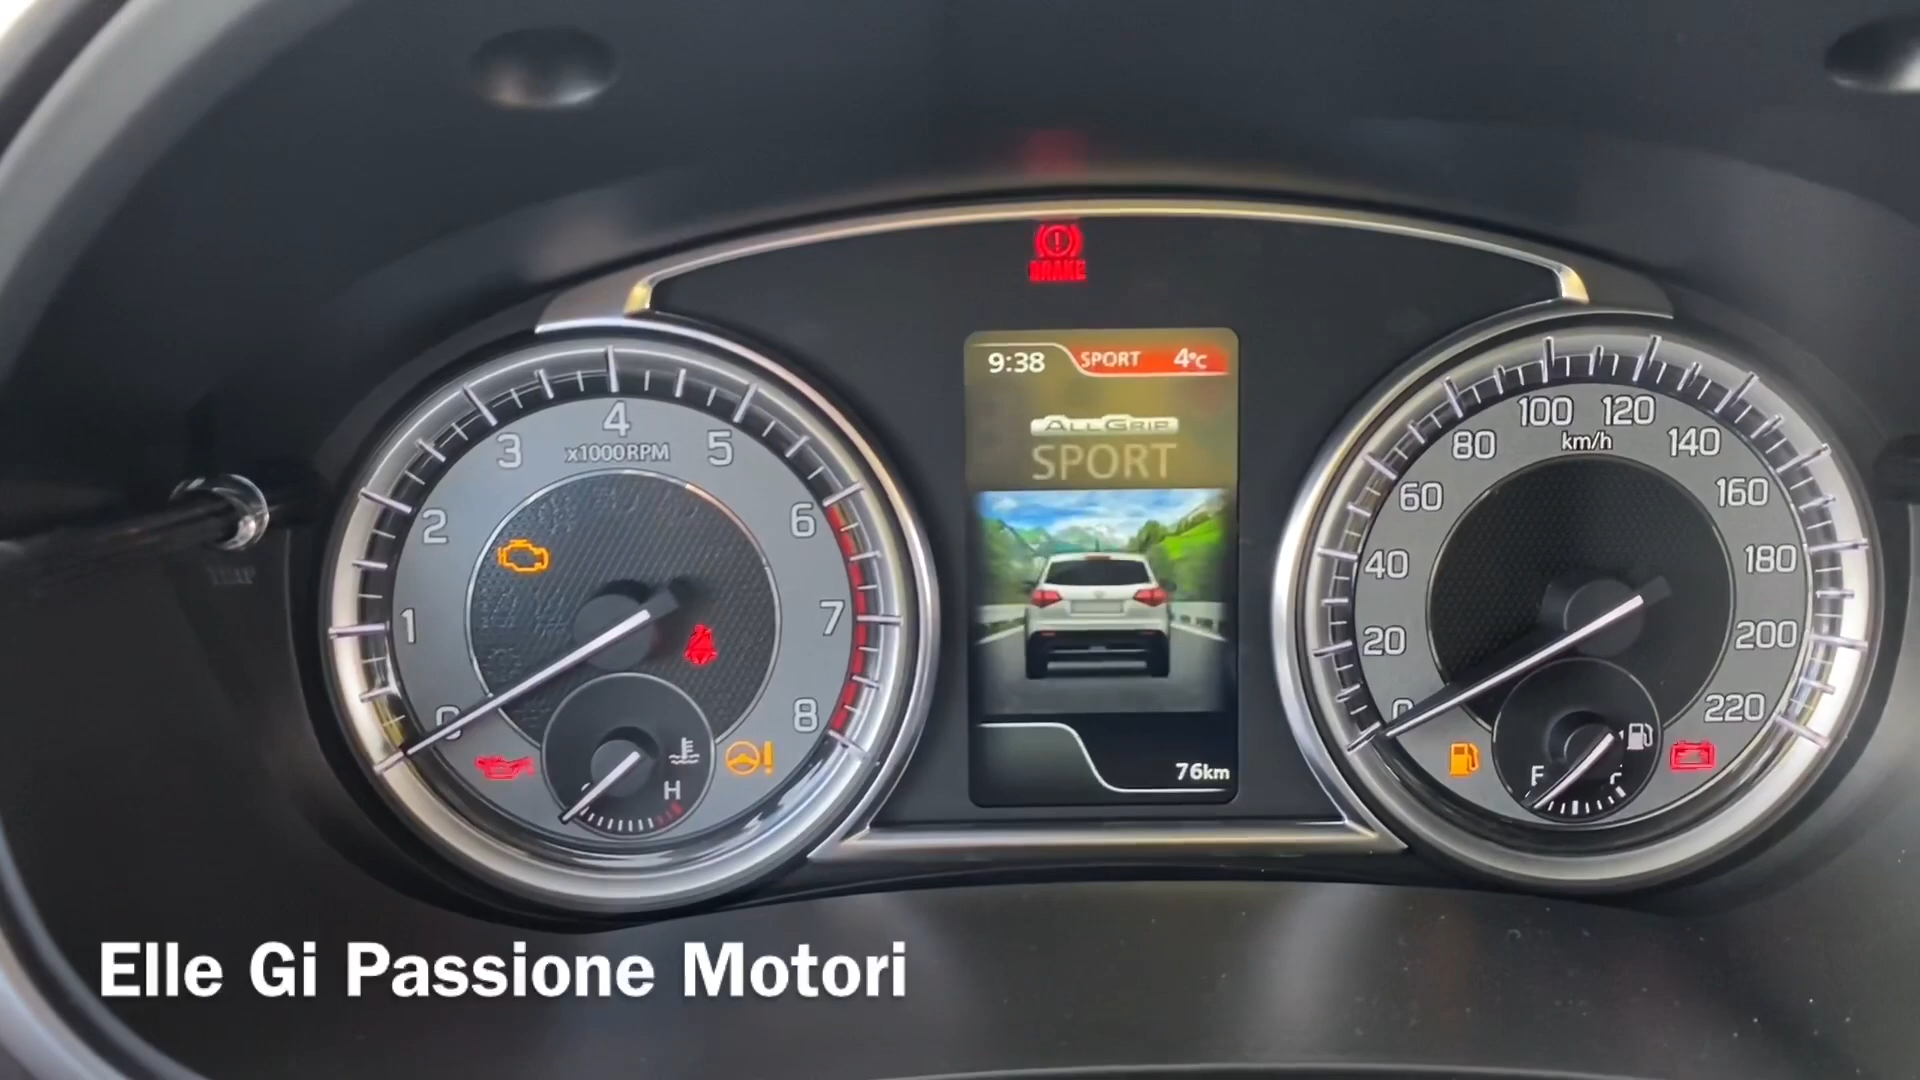 BRAKE
9:38 SPORT 4°C
ALLGRIP
SPORT
76km
0 1 2 3 4 5 6 7 8
x1000RPM
H
0 20 40 60 80 100 120 140 160 180 200 220
km/h
E F
Elle Gi Passione Motori